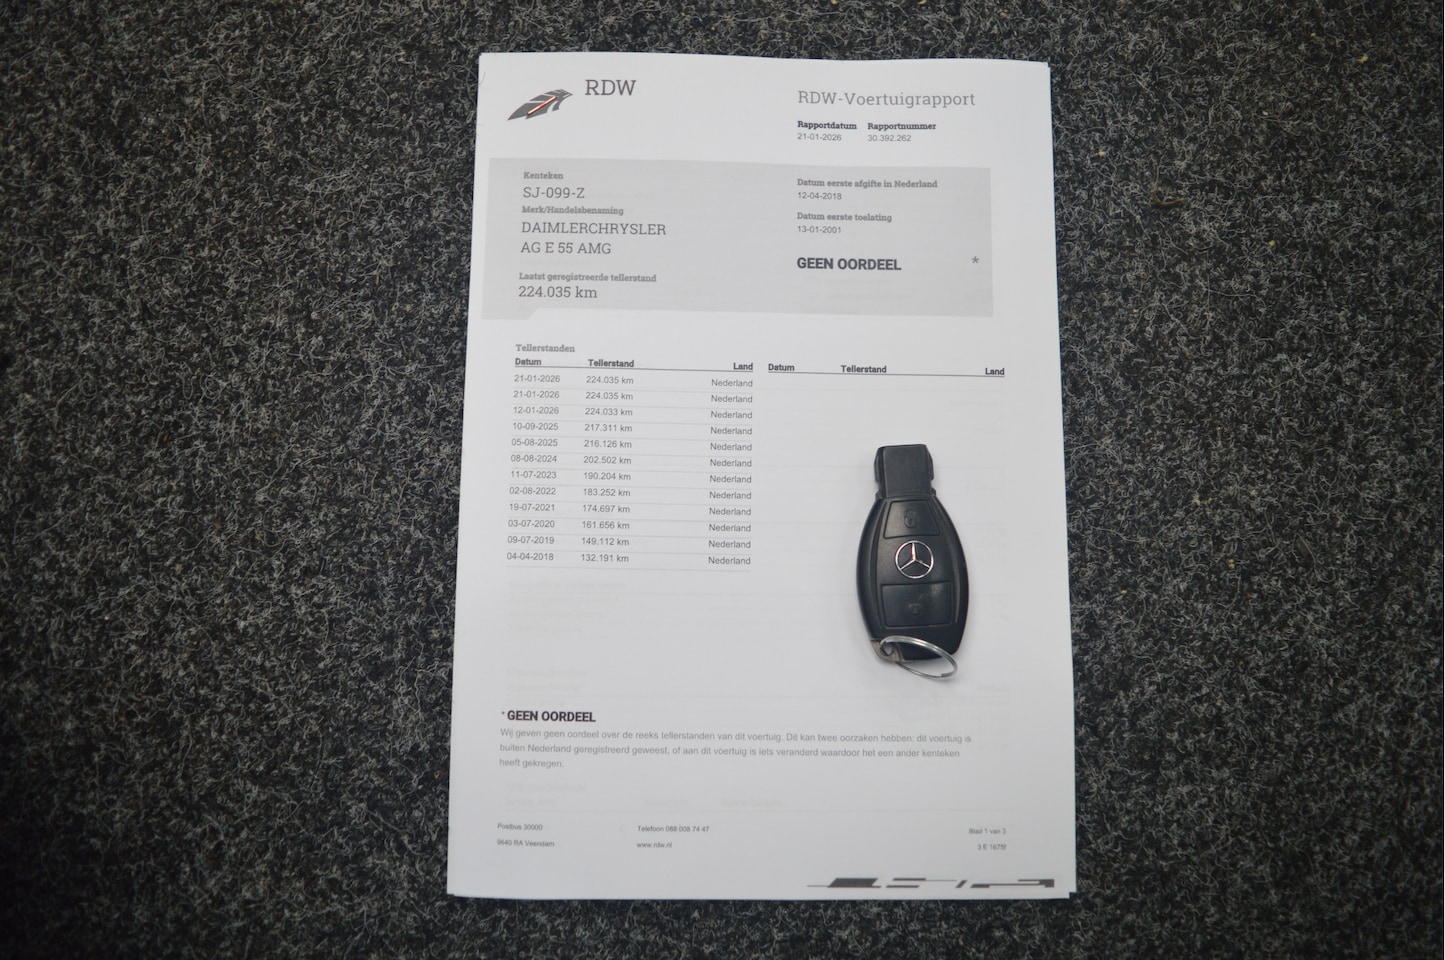 RDW
RDW-Voertuigrapport
Rapportdatum Rapportnummer
21-01-2026 30.392.262
Kenteken
SJ-099-Z
Merk/Handelsbenaming
DAIMLERCHRYSLER
AG E 55 AMG
Laatst geregistreerde tellerstand
224.035 km
Datum eerste afgifte in Nederland
12-04-2018
Datum eerste toelating
13-01-2001
GEEN OORDEEL *
Tellerstanden
Datum Tellerstand Land Datum Tellerstand Land
21-01-2026 224.035 km Nederland
21-01-2026 224.035 km Nederland
12-01-2026 224.033 km Nederland
10-09-2025 217.311 km Nederland
05-08-2025 216.126 km Nederland
08-08-2024 202.502 km Nederland
11-07-2023 190.204 km Nederland
02-08-2022 183.252 km Nederland
19-07-2021 174.697 km Nederland
03-07-2020 161.656 km Nederland
09-07-2019 149.112 km Nederland
04-04-2018 132.191 km Nederland
* GEEN OORDEEL
Wij geven geen oordeel over de reeks tellerstanden van dit voertuig. Dit kan twee oorzaken hebben: dit voertuig is
buiten Nederland geregistreerd geweest, of aan dit voertuig is iets veranderd waardoor het een ander kenteken
heeft gekregen.
Postbus 30000 Telefoon 088 008 74 47 Blad 1 van 3
9640 RA Veendam www.rdw.nl 3 E 1675f